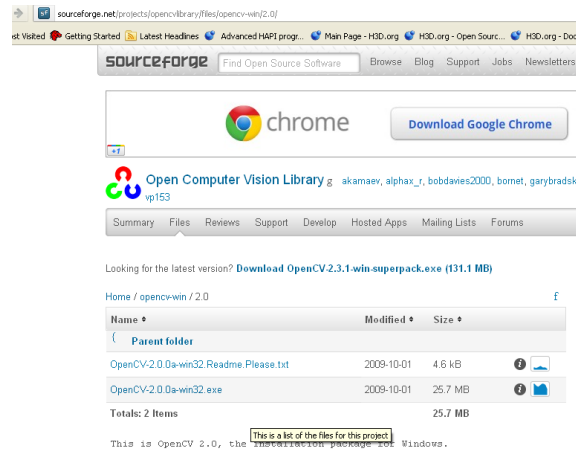 sourceforge.net/projects/opencvlibrary/files/opencv-win/2.0/
st Visited Getting Started Latest Headlines Advanced HAPI progr... Main Page - H3D.org H3D.org - Open Sourc... H3D.org - Doc
sourceforge Find Open Source Software Browse Blog Support Jobs Newsletters
chrome Download Google Chrome
+1
Open Computer Vision Library g akamaev, alphax_r, bobdavies2000, bornet, garybradsk
vp153
Summary Files Reviews Support Develop Hosted Apps Mailing Lists Forums
Looking for the latest version? Download OpenCV-2.3.1-win-superpack.exe (131.1 MB)
Home / opencv-win / 2.0 f
Name Modified Size
( Parent folder
OpenCV-2.0.0a-win32.Readme.Please.txt 2009-10-01 4.6 kB i
OpenCV-2.0.0a-win32.exe 2009-10-01 25.7 MB i
Totals: 2 Items 25.7 MB
This is a list of the files for this project
This is OpenCV 2.0, the installation package for Windows.